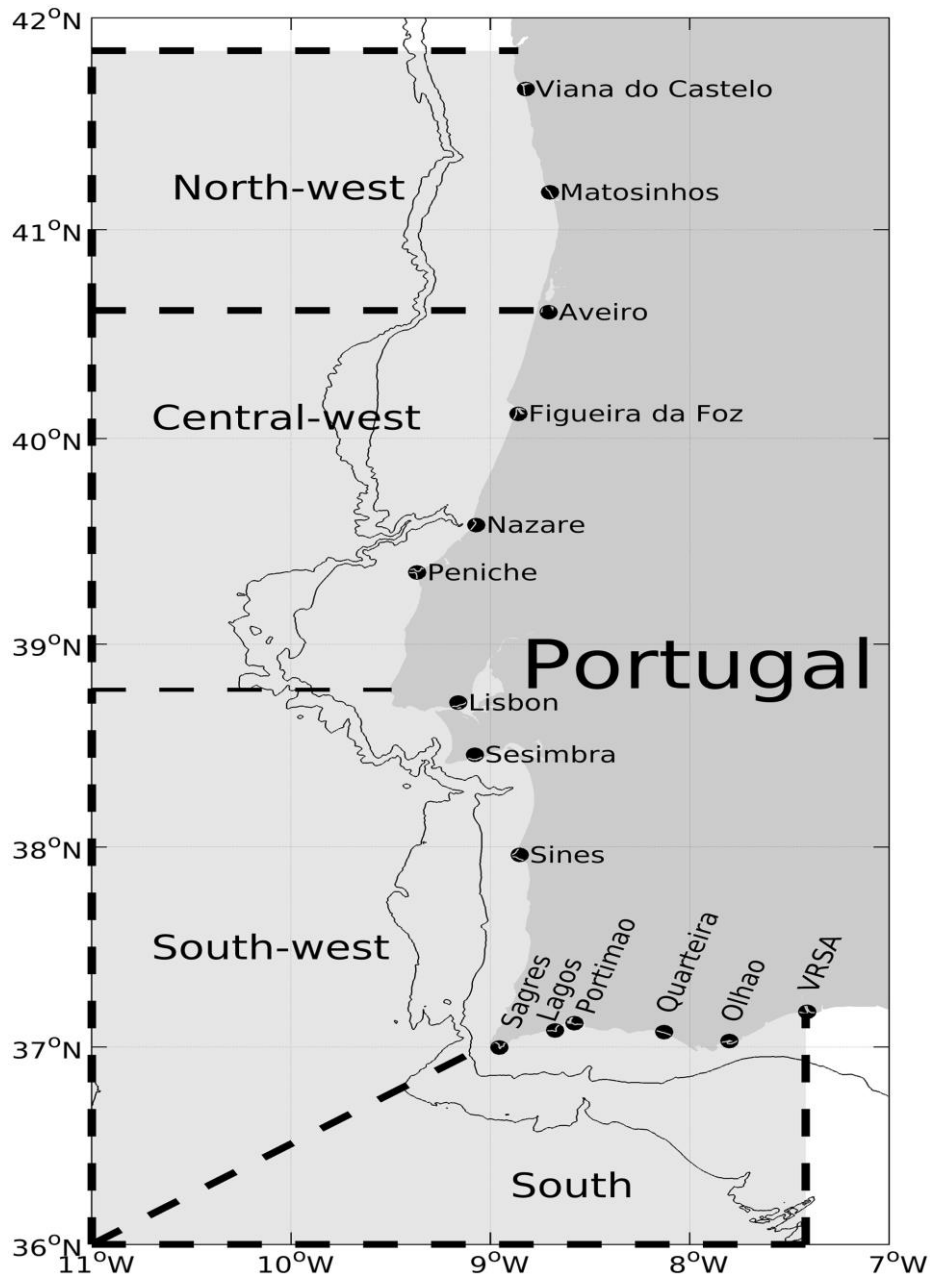 42°N
Viana do Castelo
North-west
Matosinhos
41°N
Aveiro
Central-west
Figueira da Foz
40°N
Nazare
Peniche
39°N
Portugal
Lisbon
Sesimbra
38°N
Sines
South-west
Sagres
Lagos
Portimao
Quarteira
Olhao
VRSA
37°N
South
36°N
11°W
10°W
9°W
8°W
7°W